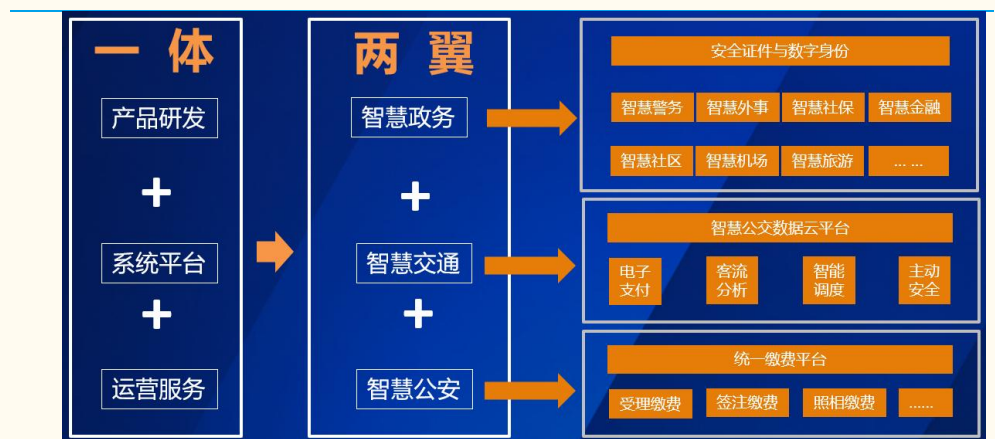 一 体
产品研发
+
系统平台
+
运营服务
两 翼
智慧政务
+
智慧交通
+
智慧公安
安全证件与数字身份
智慧警务 智慧外事 智慧社保 智慧金融
智慧社区 智慧机场 智慧旅游 ... ...
智慧公交数据云平台
电子
支付
客流
分析
智能
调度
主动
安全
统一缴费平台
受理缴费 签注缴费 照相缴费 ......